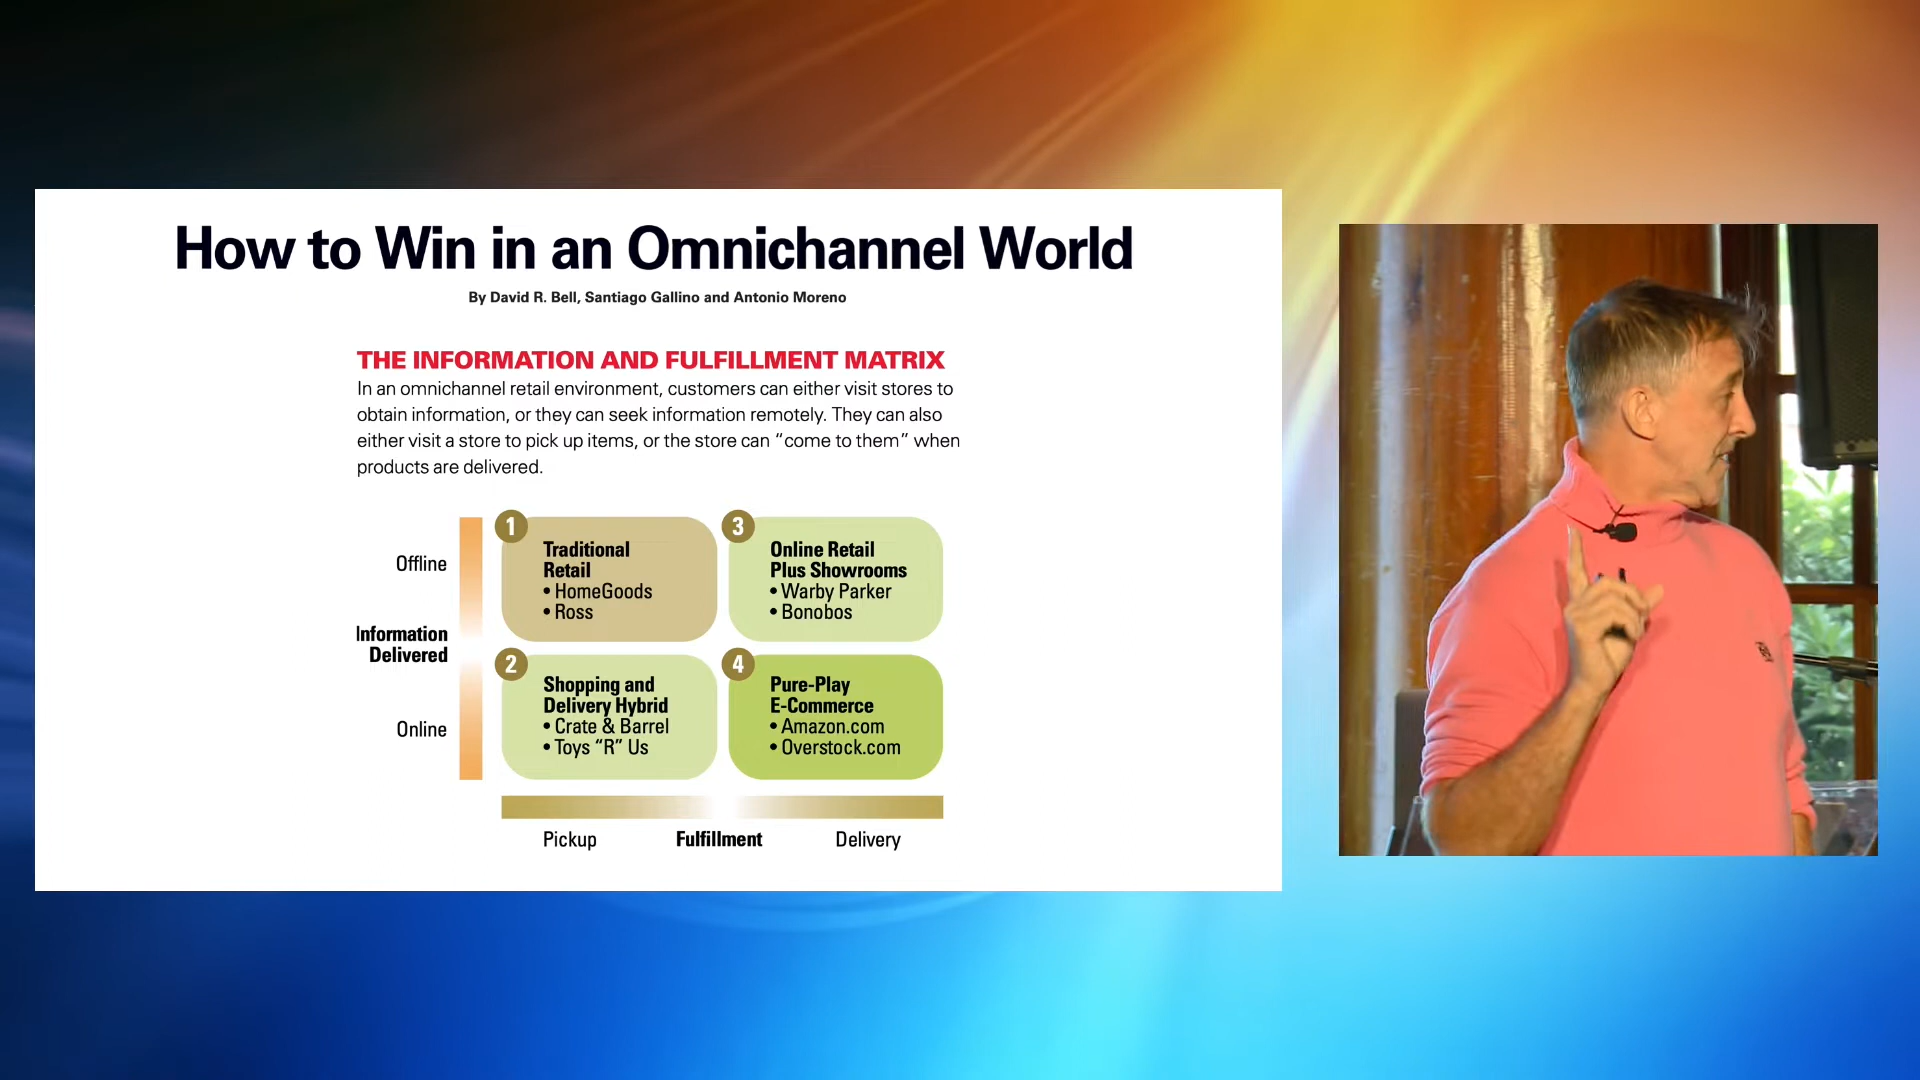 How to Win in an Omnichannel World
By David R. Bell, Santiago Gallino and Antonio Moreno
THE INFORMATION AND FULFILLMENT MATRIX
In an omnichannel retail environment, customers can either visit stores to
obtain information, or they can seek information remotely. They can also
either visit a store to pick up items, or the store can “come to them” when
products are delivered.
Offline
Information
Delivered
Online
1
Traditional
Retail
• HomeGoods
• Ross
3
Online Retail
Plus Showrooms
• Warby Parker
• Bonobos
2
Shopping and
Delivery Hybrid
• Crate & Barrel
• Toys “R” Us
4
Pure-Play
E-Commerce
• Amazon.com
• Overstock.com
Pickup
Fulfillment
Delivery